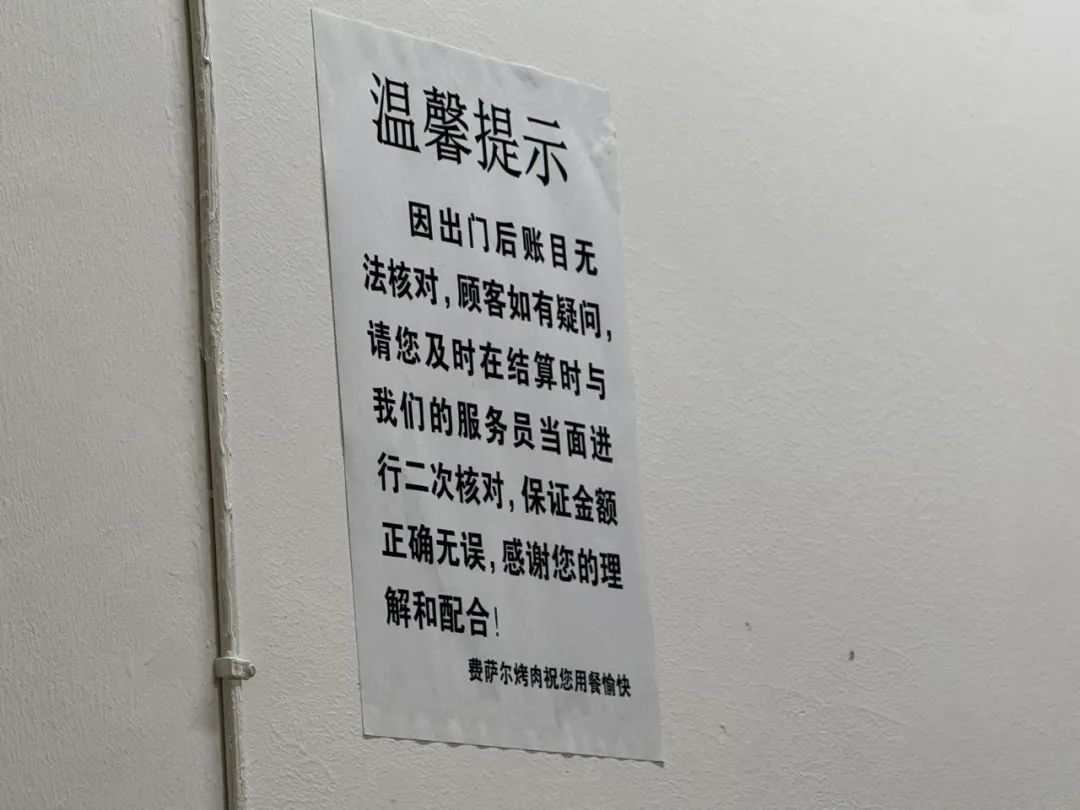 温馨提示
因出门后账目无
法核对,顾客如有疑问,
请您及时在结算时与
我们的服务员当面进
行二次核对,保证金额
正确无误,感谢您的理
解和配合!
费萨尔烤肉祝您用餐愉快